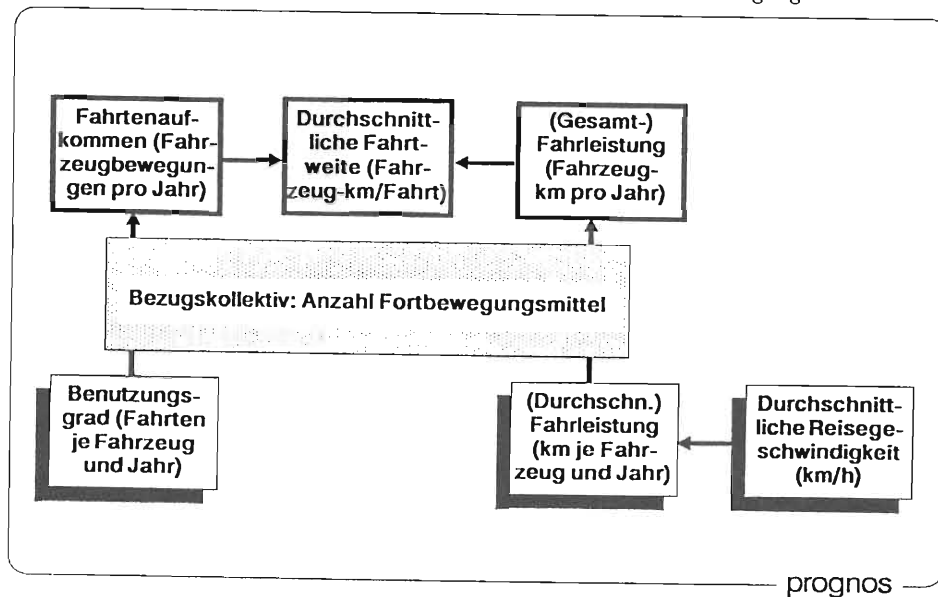 Fahrtenauf-
kommen (Fahr-
zeugbewegun-
gen pro Jahr)
Durchschnitt-
liche Fahrt-
weite (Fahr-
zeug-km/Fahrt)
(Gesamt-)
Fahrleistung
(Fahrzeug-
km pro Jahr)
Bezugskollektiv: Anzahl Fortbewegungsmittel
Benutzungs-
grad (Fahrten
je Fahrzeug
und Jahr)
(Durchschn.)
Fahrleistung
(km je Fahr-
zeug und Jahr)
Durchschnitt-
liche Reisege-
schwindigkeit
(km/h)
prognos